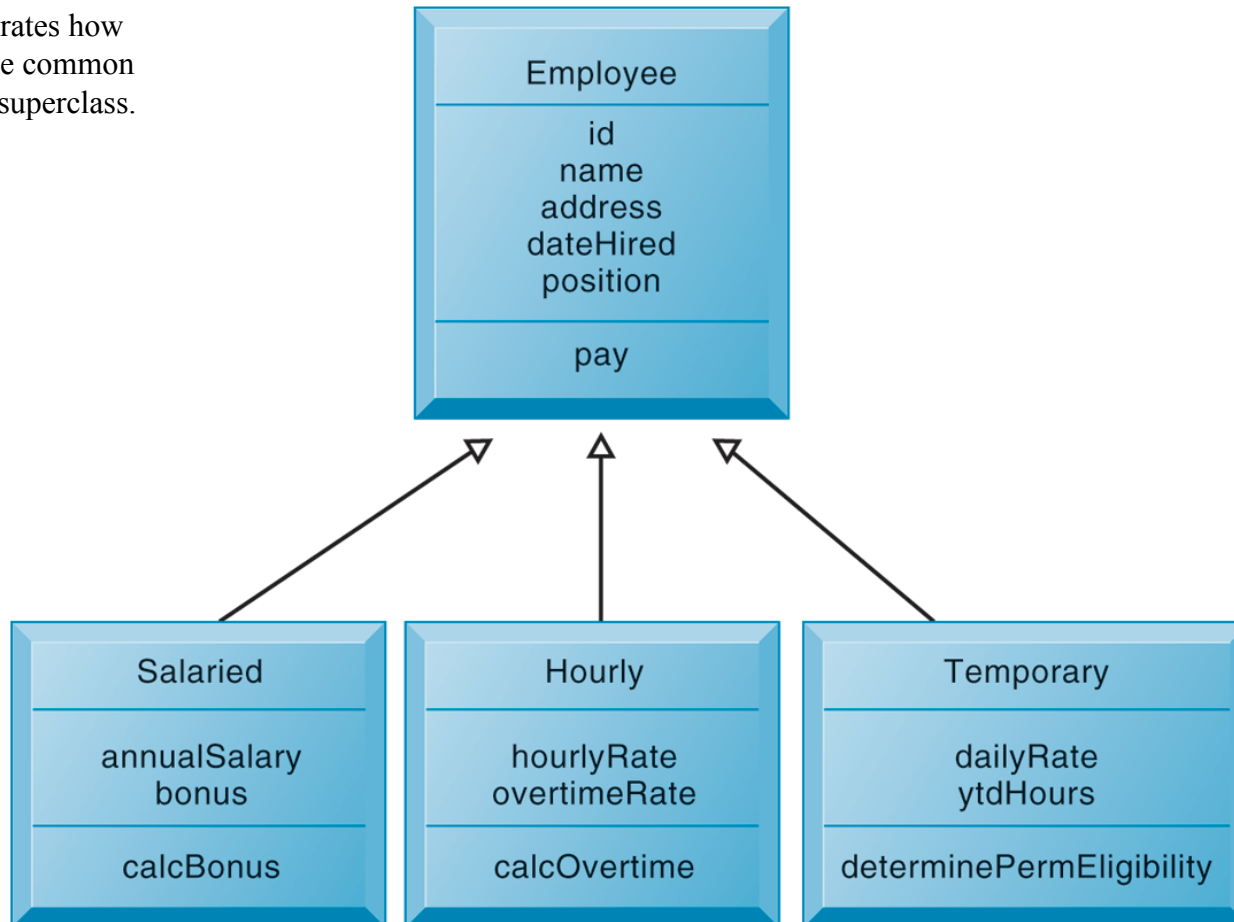 rates how
e common
superclass.
Employee
id
name
address
dateHired
position
pay
Salaried
annualSalary
bonus
calcBonus
Hourly
hourlyRate
overtimeRate
calcOvertime
Temporary
dailyRate
ytdHours
determinePermEligibility